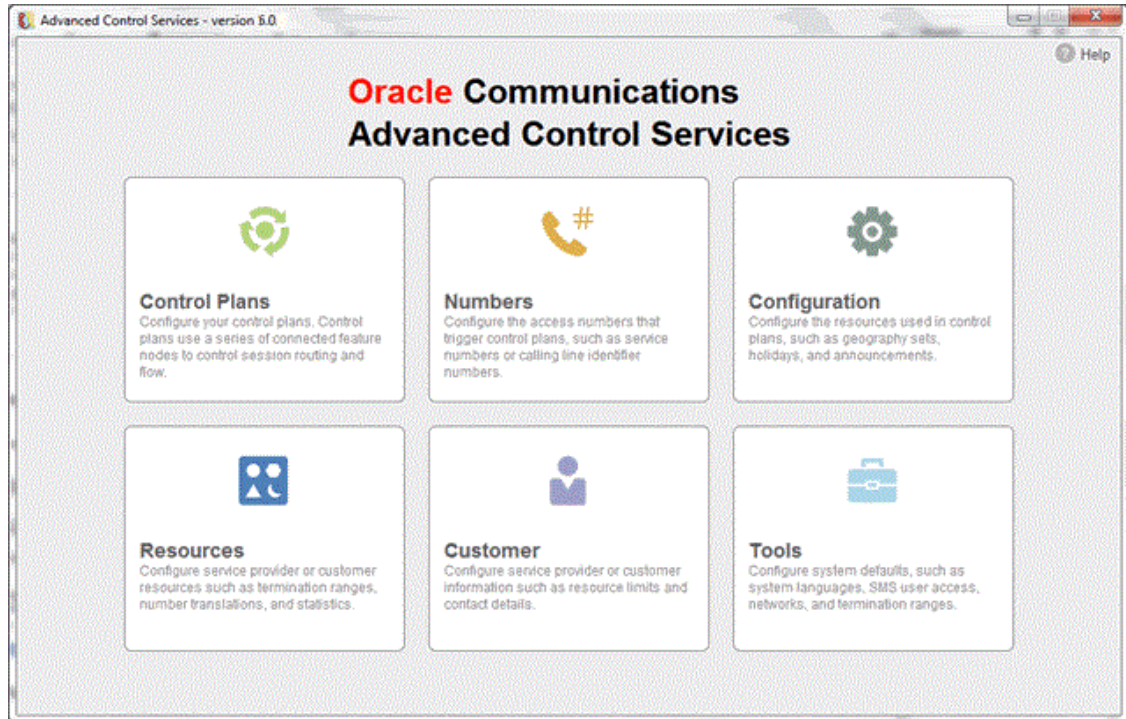 Advanced Control Services - version 6.0
Help
Oracle Communications
Advanced Control Services
Control Plans
Configure your control plans. Control
plans use a series of connected feature
nodes to control session routing and
flow.
Numbers
Configure the access numbers that
trigger control plans, such as service
numbers or calling line identifier
numbers.
Configuration
Configure the resources used in control
plans, such as geography sets,
holidays, and announcements.
Resources
Configure service provider or customer
resources such as termination ranges,
number translations, and statistics.
Customer
Configure service provider or customer
information such as resource limits and
contact details.
Tools
Configure system defaults, such as
system languages, SMS user access,
networks, and termination ranges.